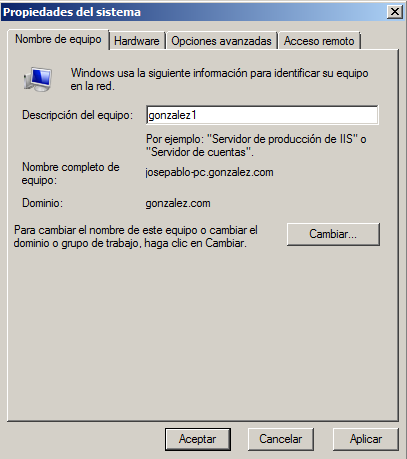 Propiedades del sistema
Nombre de equipo
Hardware
Opciones avanzadas
Acceso remoto
Windows usa la siguiente información para identificar su equipo
en la red.
Descripción del equipo:
gonzalez1
Por ejemplo: "Servidor de producción de IIS" o
"Servidor de cuentas".
Nombre completo de
equipo:
josepablo-pc.gonzalez.com
Dominio:
gonzalez.com
Para cambiar el nombre de este equipo o cambiar el
dominio o grupo de trabajo, haga clic en Cambiar.
Cambiar...
Aceptar
Cancelar
Aplicar